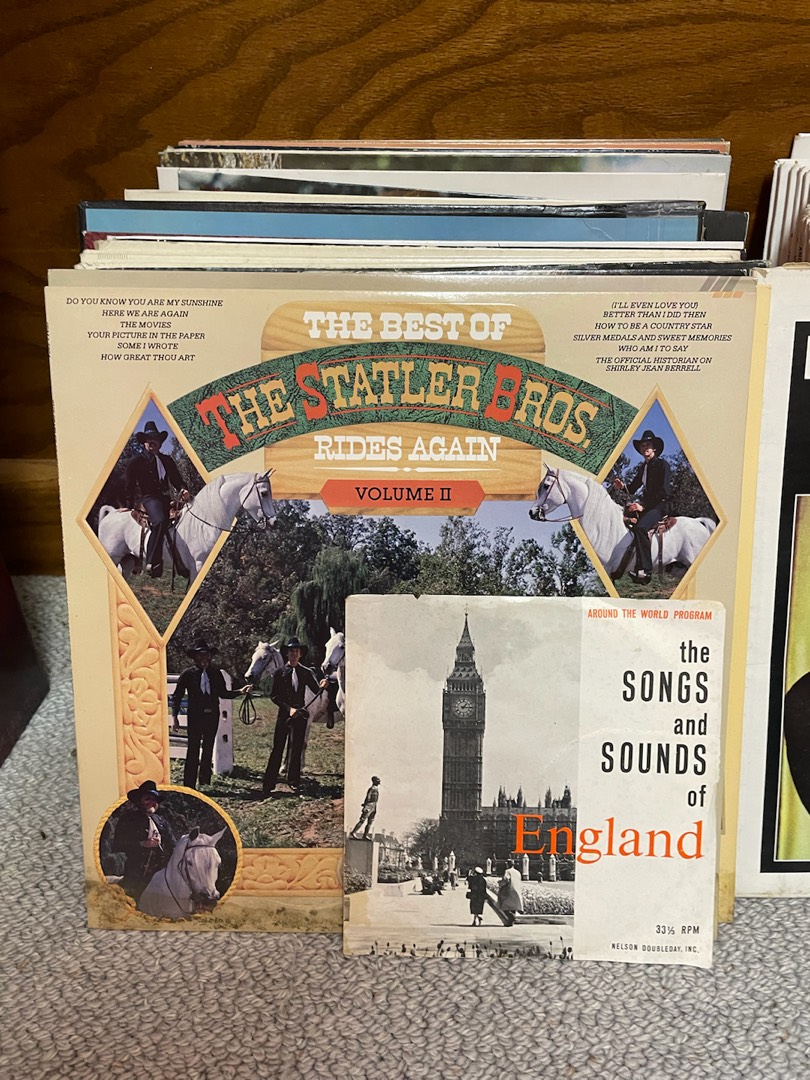 DO YOU KNOW YOU ARE MY SUNSHINE
HERE WE ARE AGAIN
THE MOVIES
YOUR PICTURE IN THE PAPER
SOME I WROTE
HOW GREAT THOU ART
THE BEST OF
THE STATLER BROS.
RIDES AGAIN
VOLUME II
(I'LL EVEN LOVE YOU)
BETTER THAN I DID THEN
HOW TO BE A COUNTRY STAR
SILVER MEDALS AND SWEET MEMORIES
WHO AM I TO SAY
THE OFFICIAL HISTORIAN ON
SHIRLEY JEAN BERRELL
AROUND THE WORLD PROGRAM
the
SONGS
and
SOUNDS
of
England
33⅓ RPM
NELSON DOUBLEDAY, INC.